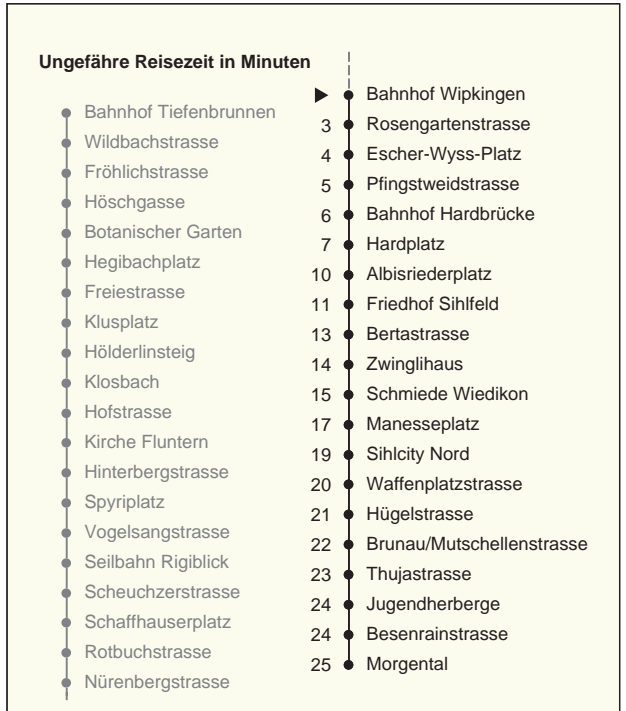 Ungefähre Reisezeit in Minuten
Bahnhof Tiefenbrunnen
Wildbachstrasse
Fröhlichstrasse
Höschgasse
Botanischer Garten
Hegibachplatz
Freiestrasse
Klusplatz
Hölderlinsteig
Klosbach
Hofstrasse
Kirche Fluntern
Hinterbergstrasse
Spyriplatz
Vogelsangstrasse
Seilbahn Rigiblick
Scheuchzerstrasse
Schaffhauserplatz
Rotbuchstrasse
Nürenbergstrasse
Bahnhof Wipkingen
3 Rosengartenstrasse
4 Escher-Wyss-Platz
5 Pfingstweidstrasse
6 Bahnhof Hardbrücke
7 Hardplatz
10 Albisriederplatz
11 Friedhof Sihlfeld
13 Bertastrasse
14 Zwinglihaus
15 Schmiede Wiedikon
17 Manesseplatz
19 Sihlcity Nord
20 Waffenplatzstrasse
21 Hügelstrasse
22 Brunau/Mutschellenstrasse
23 Thujastrasse
24 Jugendherberge
24 Besenrainstrasse
25 Morgental